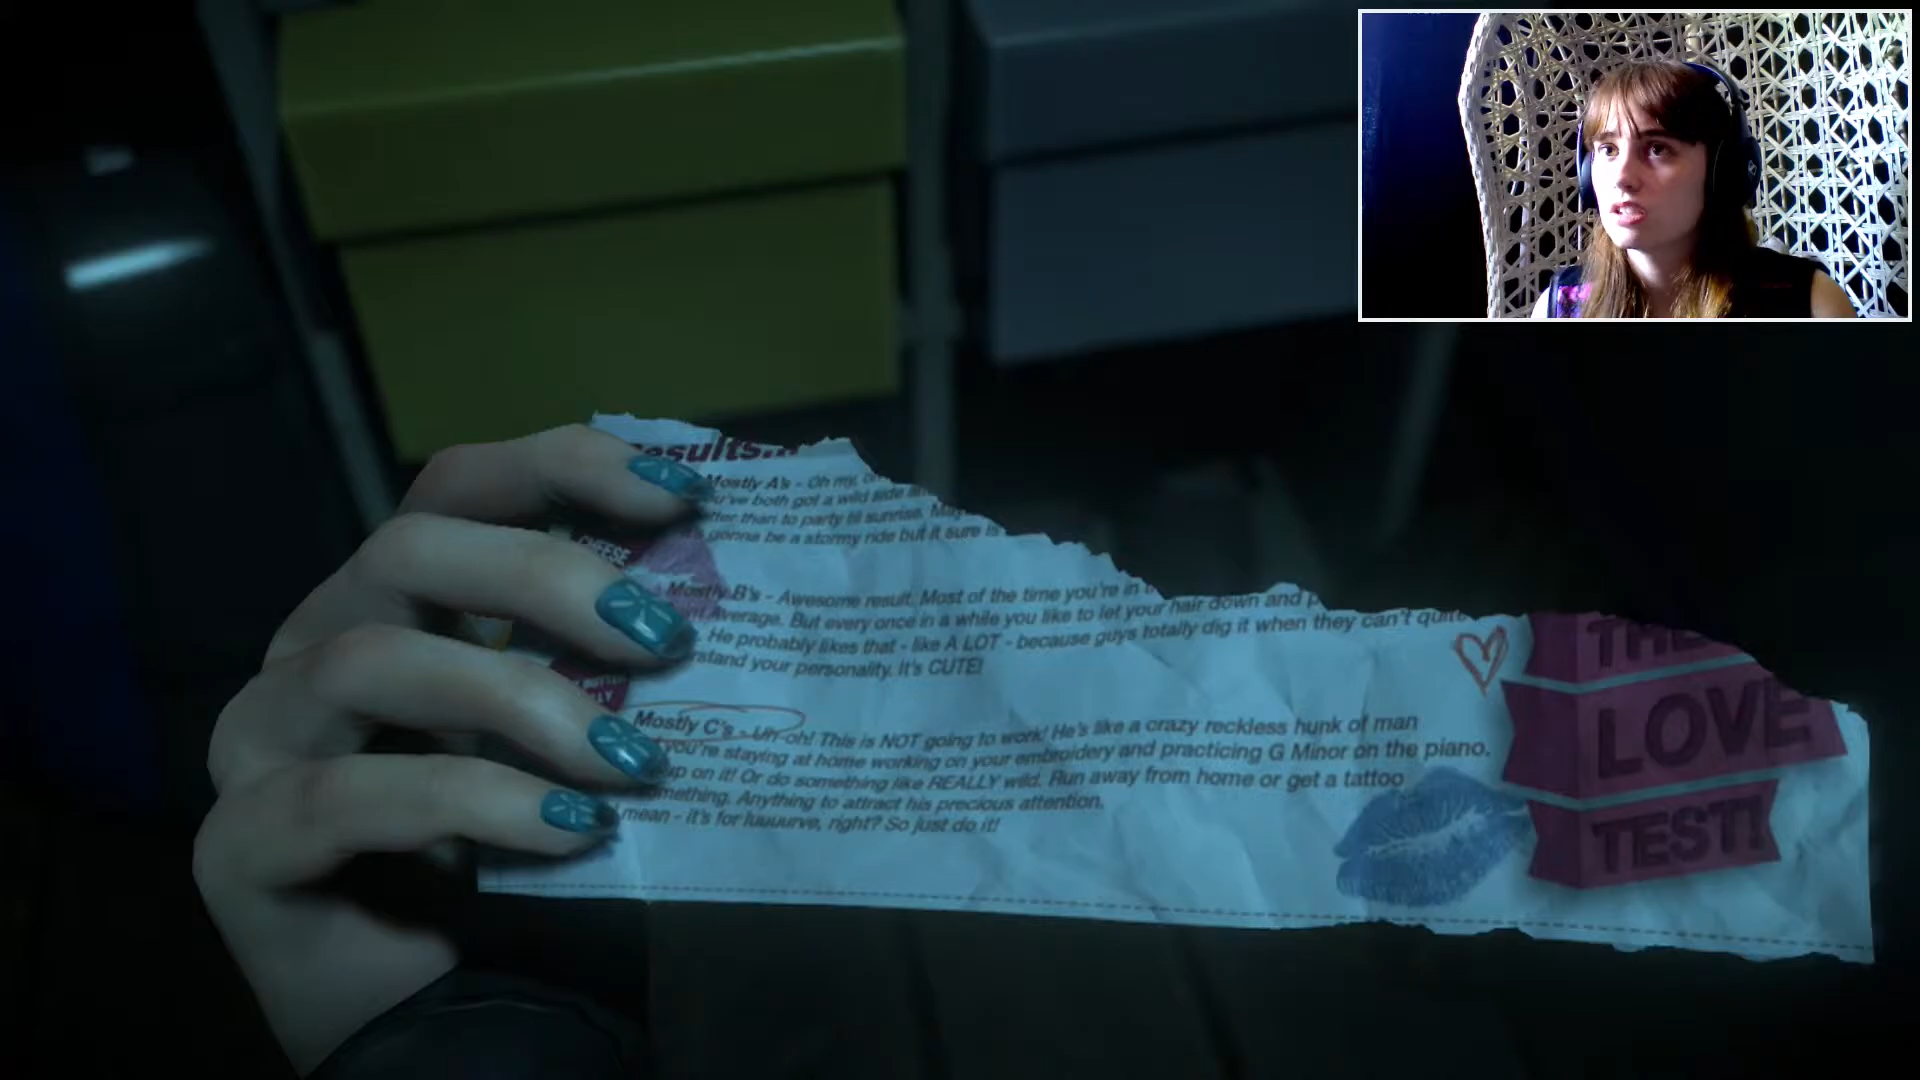 esults...
Mostly A's - Oh my,
u've both got a wild side
than to party til sunrise.
gonna be a stormy ride but it sure is
CHEESE
Mostly B's - Awesome result. Most of the time you're in
Average. But every once in a while you like to let your hair down and
He probably likes that - like A LOT - because guys totally dig it when they can't quite
rstand your personality. It's CUTE!
Mostly C's - Uh-oh! This is NOT going to work! He's like a crazy reckless hunk of man
you're staying at home working on your embroidery and practicing G Minor on the piano.
up on it! Or do something like REALLY wild. Run away from home or get a tattoo
omething. Anything to attract his precious attention.
mean - it's for luuuurve, right? So just do it!
THE
LOVE
TEST!